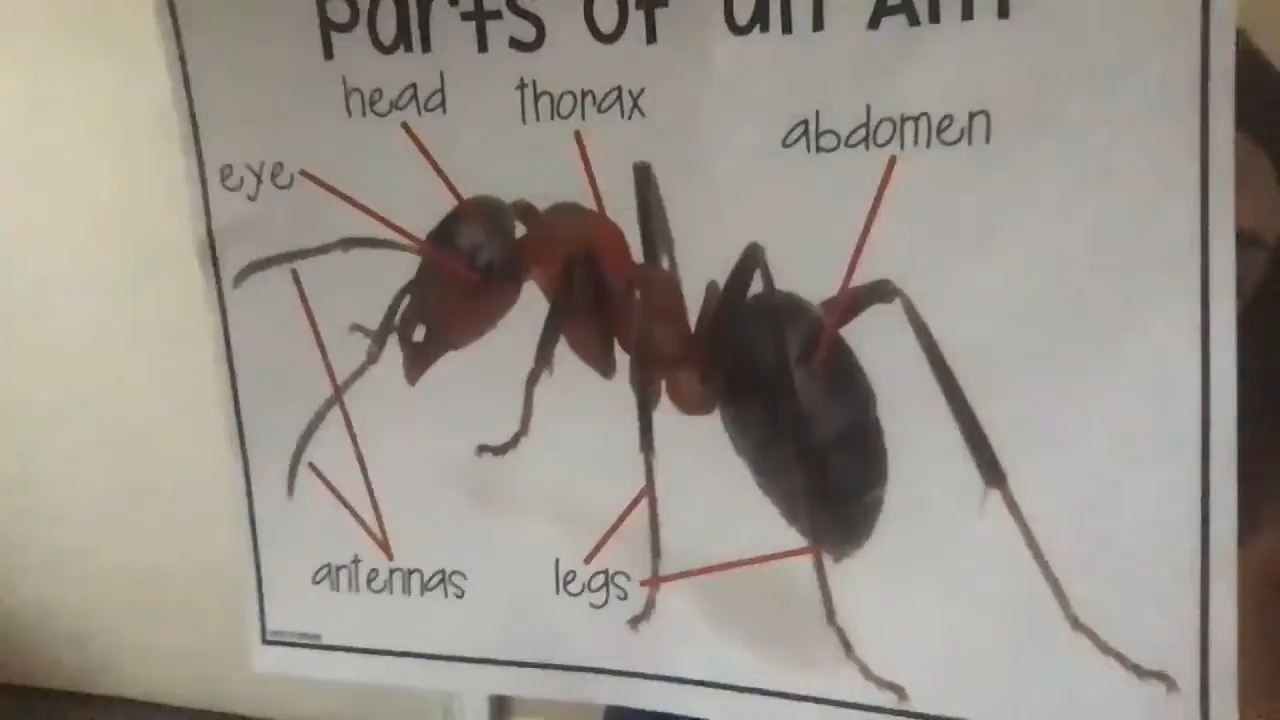 Parts of an Ant
head thorax
abdomen
eye
antennas legs